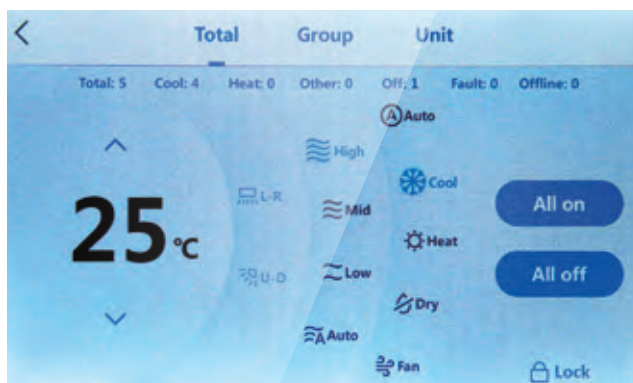 Total Group Unit
Total: 5 Cool: 4 Heat: 0 Other: 0 Off: 1 Fault: 0 Offline: 0
A Auto
High
Cool
L-R
All on
Mid
25°C
Heat
Low
All off
U-D
Dry
A Auto
Fan
Lock